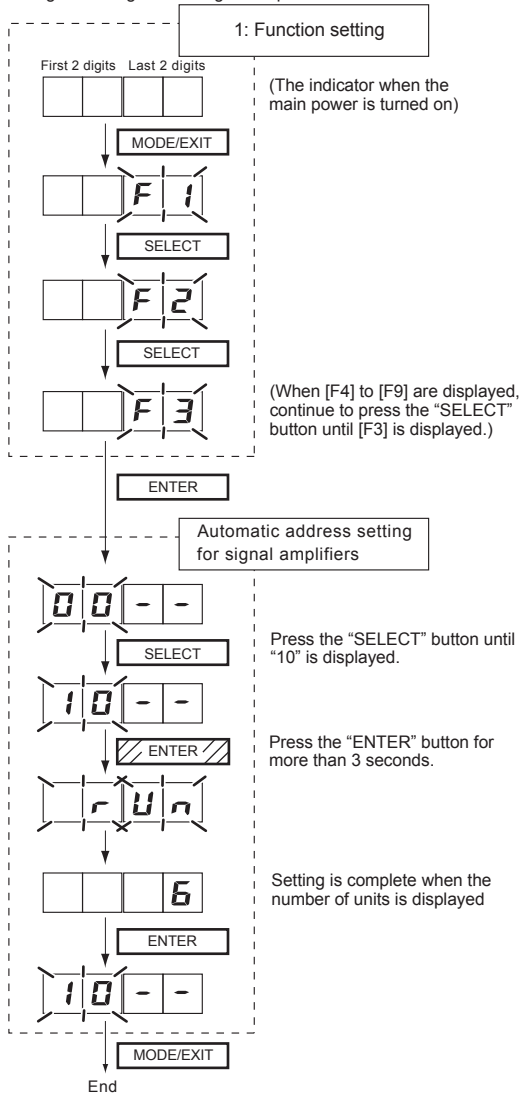 1: Function setting
First 2 digits Last 2 digits
(The indicator when the
main power is turned on)
MODE/EXIT
F 1
SELECT
F 2
SELECT
F 3
(When [F4] to [F9] are displayed,
continue to press the “SELECT”
button until [F3] is displayed.)
ENTER
Automatic address setting
for signal amplifiers
0 0 - -
SELECT
Press the “SELECT” button until
“10” is displayed.
1 0 - -
ENTER
Press the “ENTER” button for
more than 3 seconds.
r U n
6
Setting is complete when the
number of units is displayed
ENTER
1 0 - -
MODE/EXIT
End